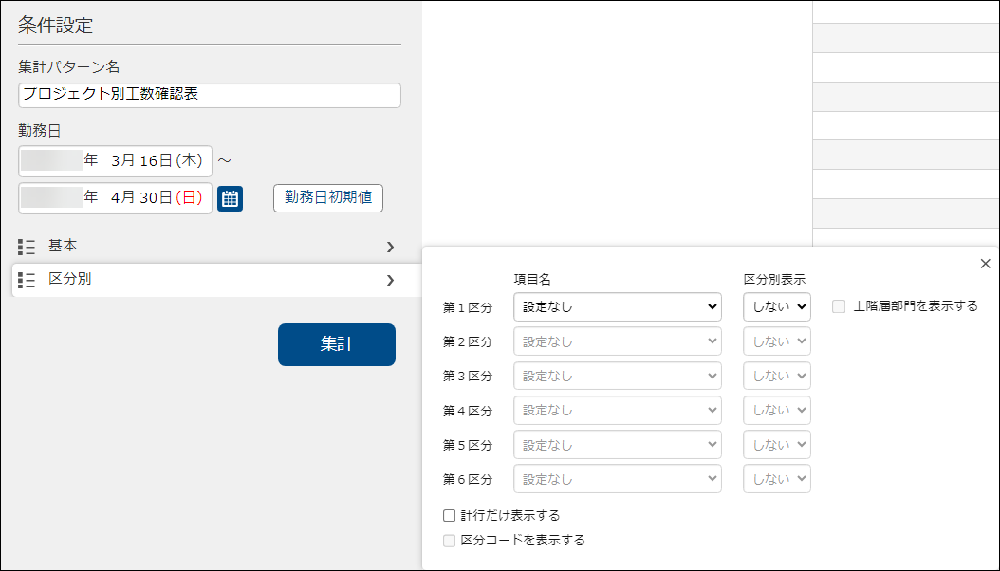 条件設定
集計パターン名
プロジェクト別工数確認表
勤務日
年 3月 16日(木) ～
年 4月 30日(日)
勤務日初期値
基本
区分別
集計
項目名 区分別表示
第1区分 設定なし しない 上階層部門を表示する
第2区分 設定なし しない
第3区分 設定なし しない
第4区分 設定なし しない
第5区分 設定なし しない
第6区分 設定なし しない
計行だけ表示する
区分コードを表示する